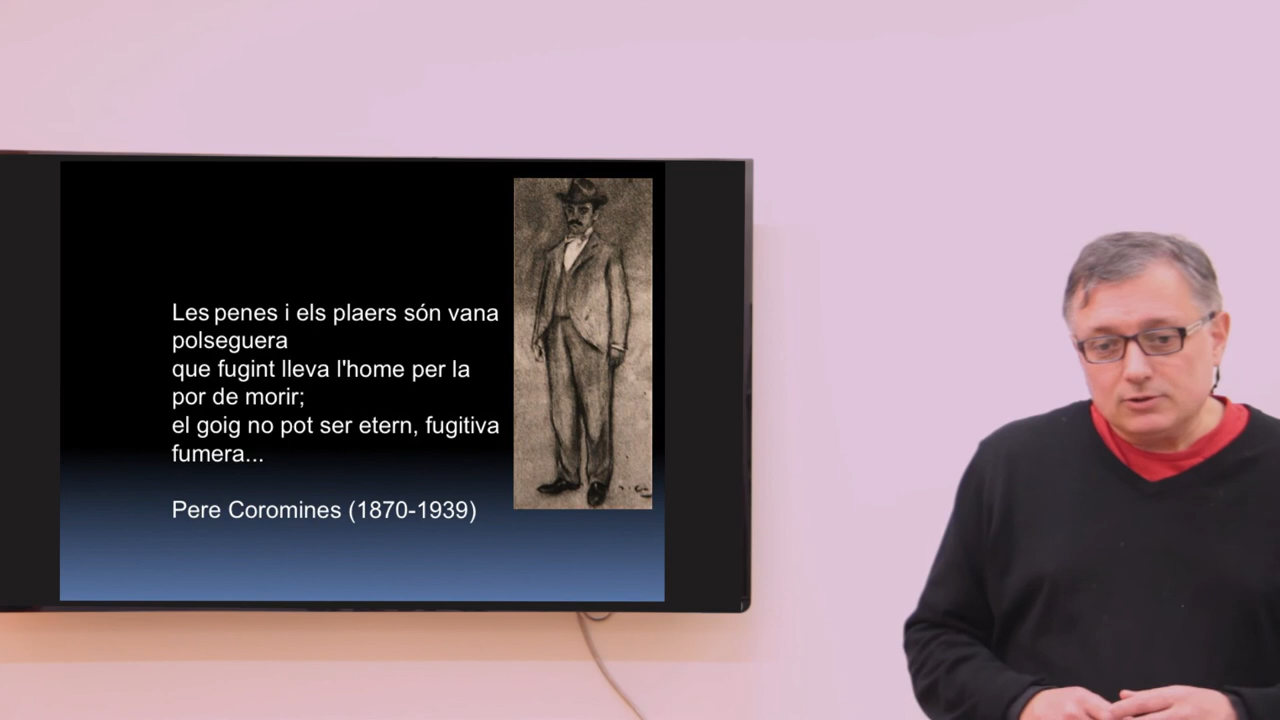 Les penes i els plaers són vana
polseguera
que fugint lleva l'home per la
por de morir;
el goig no pot ser etern, fugitiva
fumera...
Pere Coromines (1870-1939)